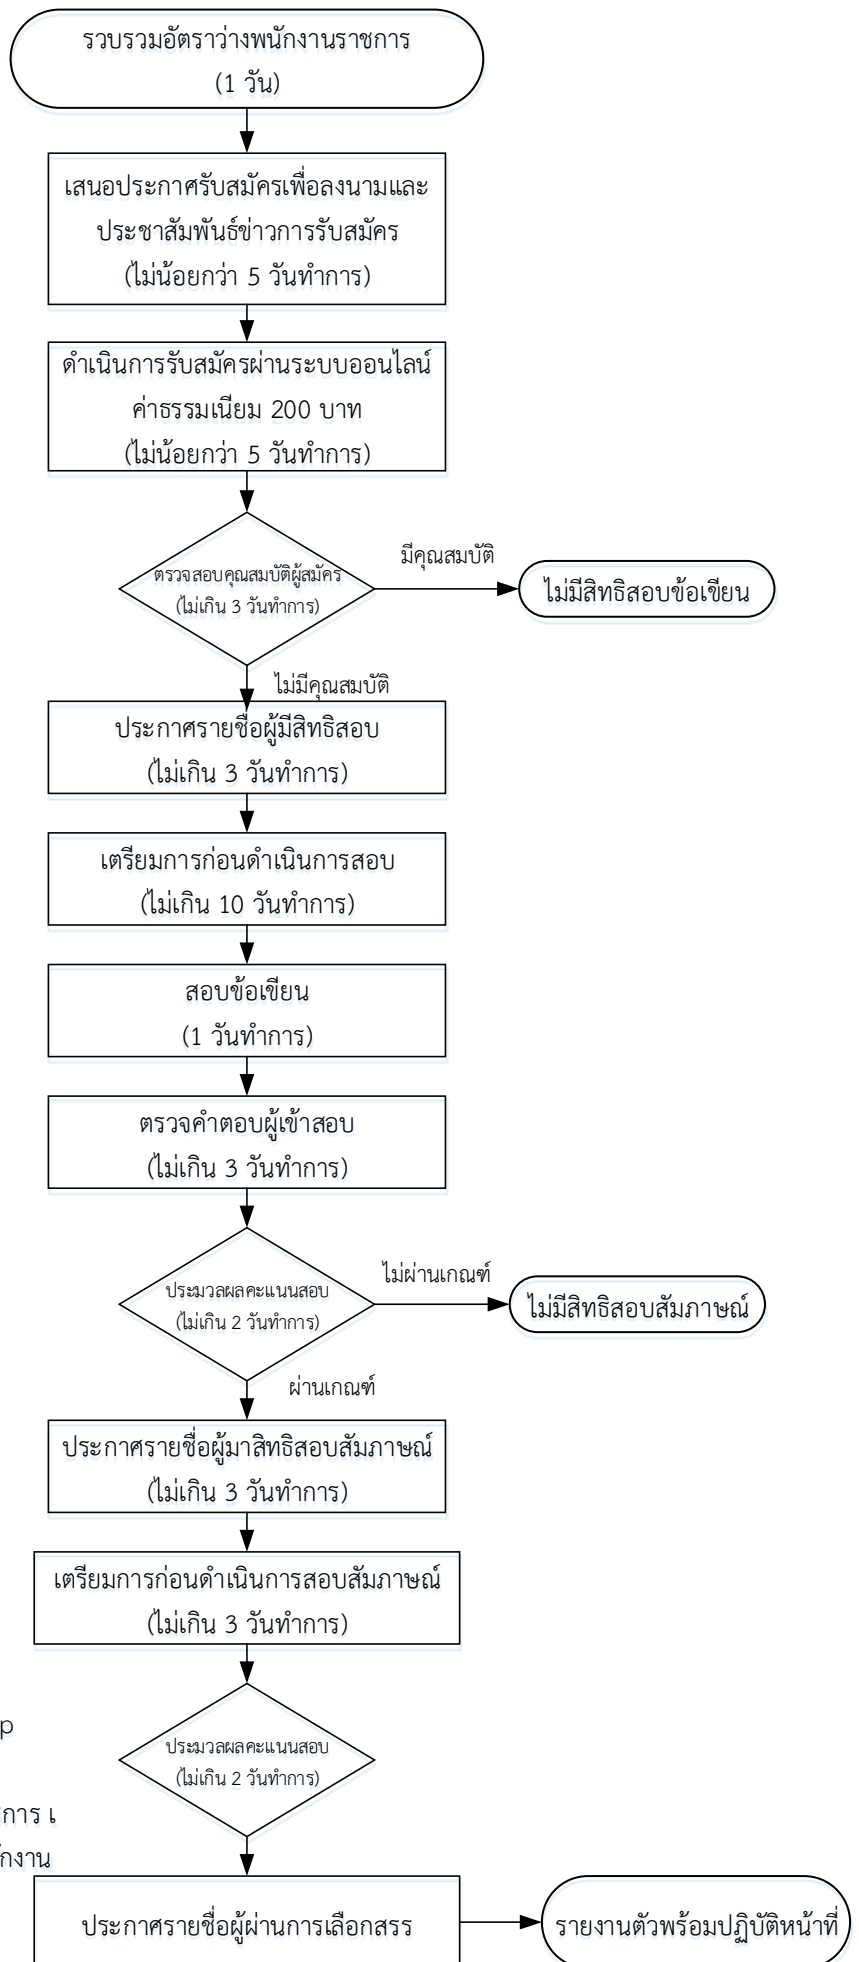 รวบรวมอัตราว่างพนักงานราชการ
(1 วัน)
เสนอประกาศรับสมัครเพื่อลงนามและ
ประชาสัมพันธ์ข่าวการรับสมัคร
(ไม่น้อยกว่า 5 วันทำการ)
ดำเนินการรับสมัครผ่านระบบออนไลน์
ค่าธรรมเนียม 200 บาท
(ไม่น้อยกว่า 5 วันทำการ)
ตรวจสอบคุณสมบัติผู้สมัคร
(ไม่เกิน 3 วันทำการ)
มีคุณสมบัติ
ไม่มีสิทธิสอบข้อเขียน
ไม่มีคุณสมบัติ
ประกาศรายชื่อผู้มีสิทธิสอบ
(ไม่เกิน 3 วันทำการ)
เตรียมการก่อนดำเนินการสอบ
(ไม่เกิน 10 วันทำการ)
สอบข้อเขียน
(1 วันทำการ)
ตรวจคำตอบผู้เข้าสอบ
(ไม่เกิน 3 วันทำการ)
ประมวลผลคะแนนสอบ
(ไม่เกิน 2 วันทำการ)
ไม่ผ่านเกณฑ์
ไม่มีสิทธิสอบสัมภาษณ์
ผ่านเกณฑ์
ประกาศรายชื่อผู้มาสิทธิสอบสัมภาษณ์
(ไม่เกิน 3 วันทำการ)
เตรียมการก่อนดำเนินการสอบสัมภาษณ์
(ไม่เกิน 3 วันทำการ)
p
ประมวลผลคะแนนสอบ
(ไม่เกิน 2 วันทำการ)
การ เ
กงาน
ประกาศรายชื่อผู้ผ่านการเลือกสรร
รายงานตัวพร้อมปฏิบัติหน้าที่